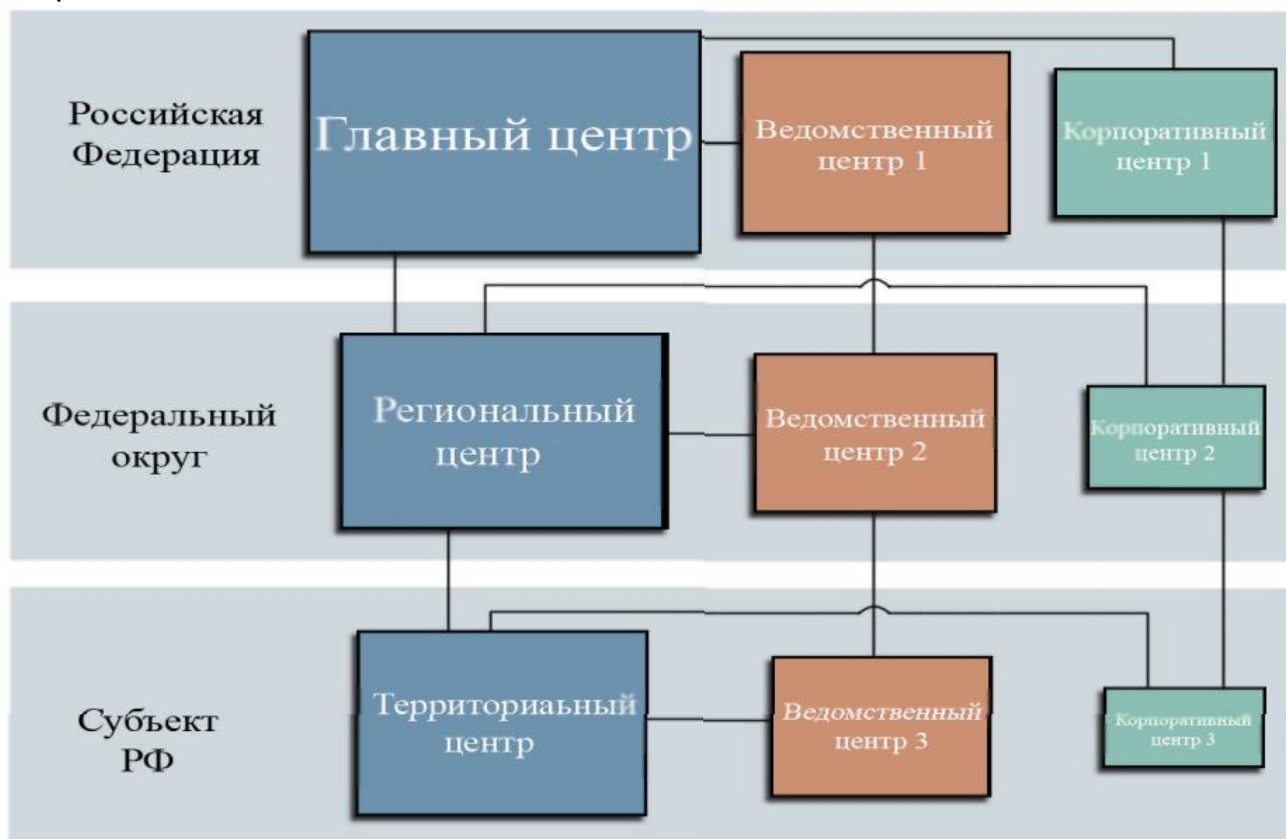 Российская
Федерация
Главный центр
Ведомственный
центр 1
Корпоративный
центр 1
Федеральный
округ
Региональный
центр
Ведомственный
центр 2
Корпоративный
центр 2
Субъект
РФ
Территориаьный
центр
Ведомственный
центр 3
Корпоративный
центр 3